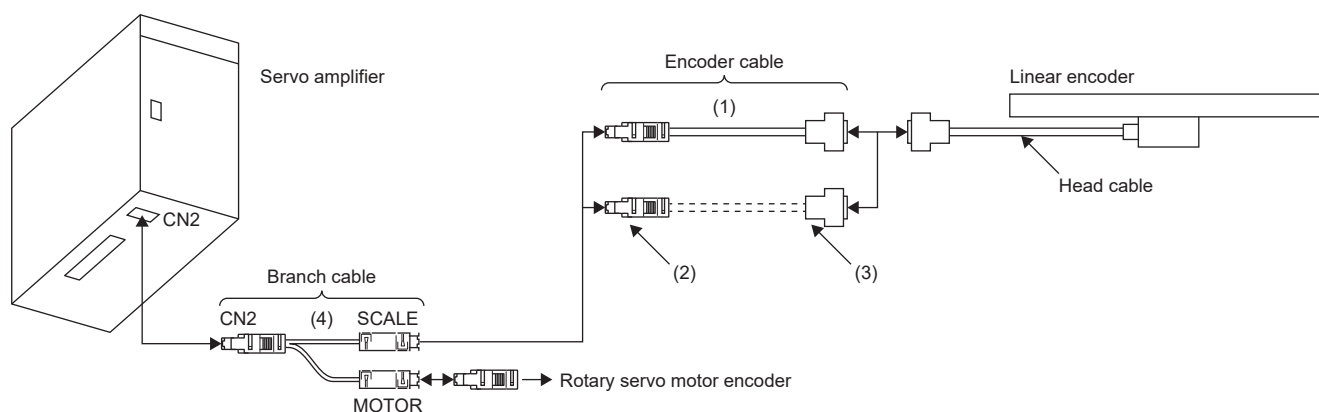 Encoder cable
Servo amplifier
Linear encoder
(1)
Head cable
CN2
(2)
(3)
Branch cable
CN2
(4)
SCALE
Rotary servo motor encoder
MOTOR